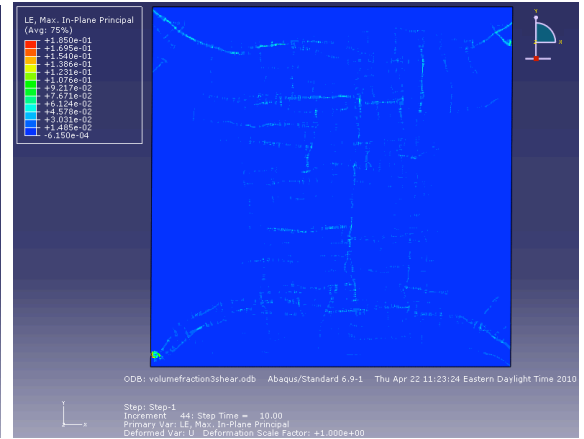 LE, Max. In-Plane Principal
(Avg: 75%)
+1.850e-01
+1.695e-01
+1.540e-01
+1.386e-01
+1.231e-01
+1.076e-01
+9.217e-02
+7.671e-02
+6.124e-02
+4.578e-02
+3.031e-02
+1.485e-02
-6.150e-04
ODB: volumefraction3shear.odb Abaqus/Standard 6.9-1 Thu Apr 22 11:23:24 Eastern Daylight Time 2010
Step: Step-1
Increment 44: Step Time = 10.00
Primary Var: LE, Max. In-Plane Principal
Deformed Var: U Deformation Scale Factor: +1.000e+00